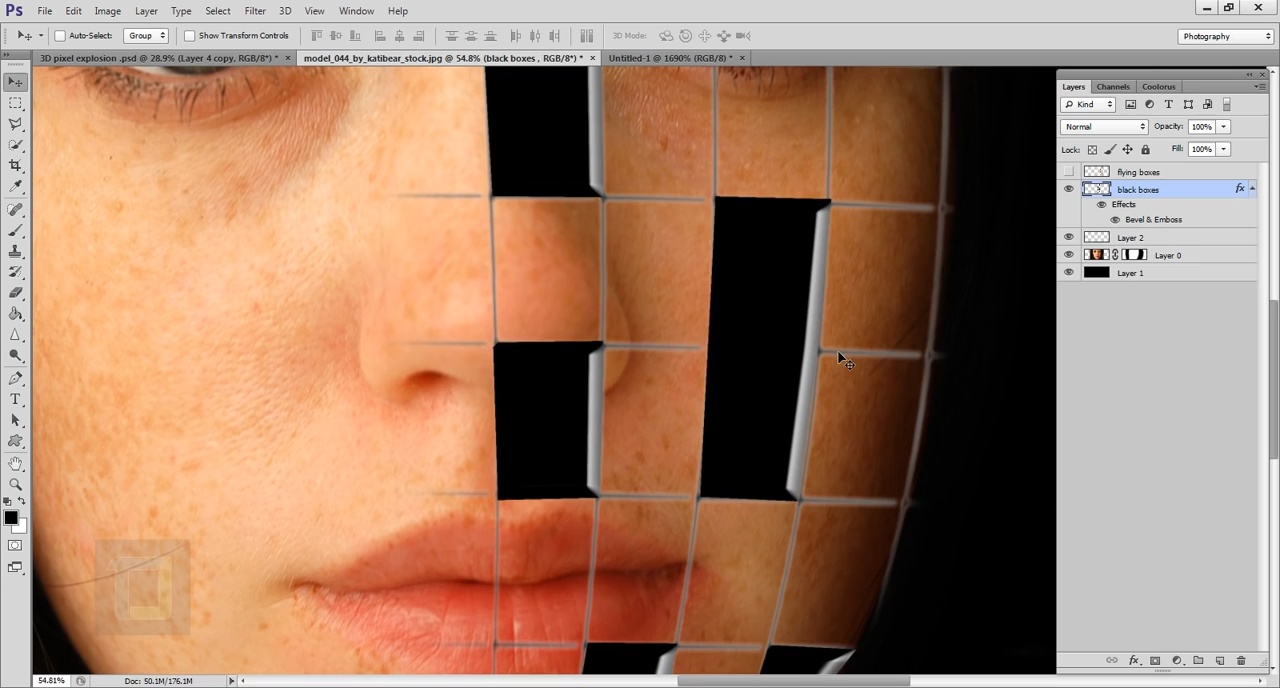 Ps File Edit Image Layer Type Select Filter 3D View Window Help
Auto-Select: Group Show Transform Controls 3D Mode: Photography
3D pixel explosion .psd @ 28.9% (Layer 4 copy, RGB/8*) * × model_044_by_katibear_stock.jpg @ 54.8% (black boxes , RGB/8*) * × Untitled-1 @ 1690% (RGB/8) * ×
Layers Channels Coolorus
Kind
Normal Opacity: 100%
Lock: Fill: 100%
flying boxes
black boxes fx
Effects
Bevel & Emboss
Layer 2
Layer 0
Layer 1
54.81% Doc: 50.1M/176.1M